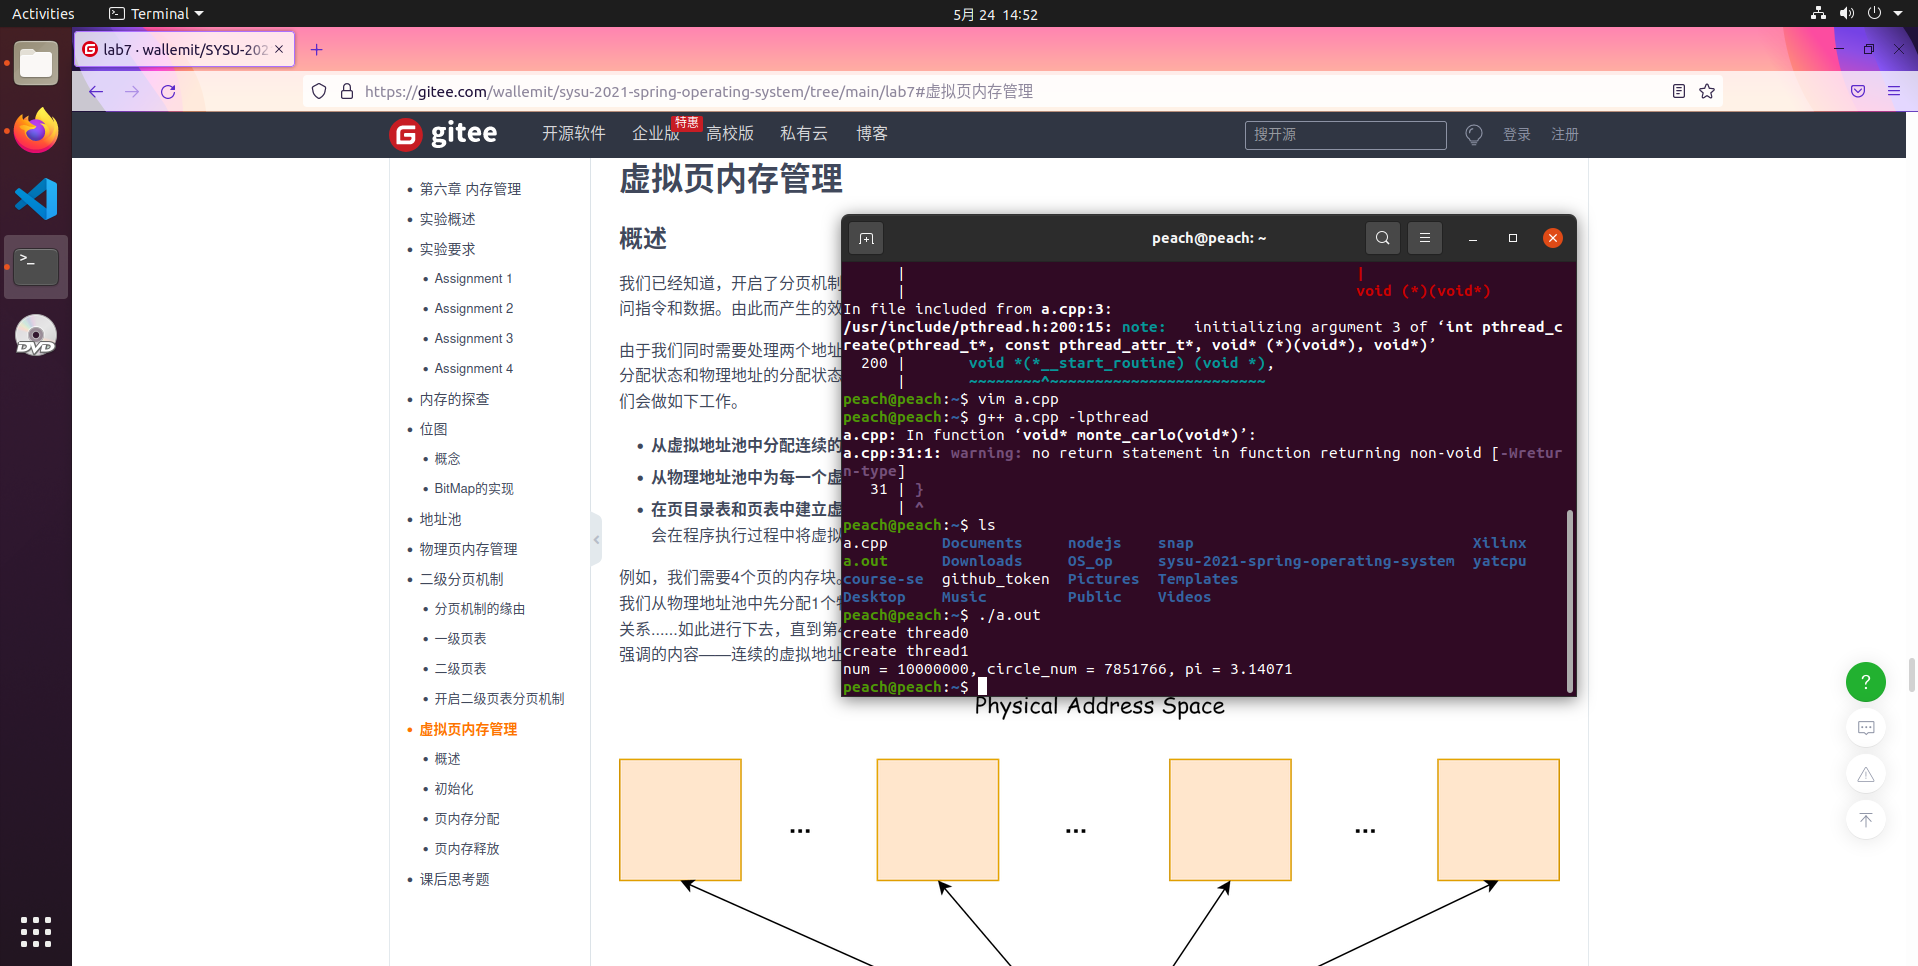 Activities
Terminal
5月 24 14:52
lab7 · wallemit/SYSU-202
https://gitee.com/wallemit/sysu-2021-spring-operating-system/tree/main/lab7#虚拟页内存管理
gitee
开源软件
企业版
特惠
高校版
私有云
博客
搜开源
登录
注册
第六章 内存管理
实验概述
实验要求
Assignment 1
Assignment 2
Assignment 3
Assignment 4
内存的探查
位图
概念
BitMap的实现
地址池
物理页内存管理
二级分页机制
分页机制的缘由
一级页表
二级页表
开启二级页表分页机制
虚拟页内存管理
概述
初始化
页内存分配
页内存释放
课后思考题
虚拟页内存管理
概述
我们已经知道，开启了分页机制
问指令和数据。由此而产生的效
由于我们同时需要处理两个地址
分配状态和物理地址的分配状态
们会做如下工作。
从虚拟地址池中分配连续的
从物理地址池中为每一个虚
在页目录表和页表中建立虚
会在程序执行过程中将虚拟
例如，我们需要4个页的内存块。
我们从物理地址池中先分配1个物
关系......如此进行下去，直到第4
强调的内容——连续的虚拟地址
peach@peach: ~
| |
| void (*)(void*)
In file included from a.cpp:3:
/usr/include/pthread.h:200:15: note:   initializing argument 3 of ‘int pthread_c
reate(pthread_t*, const pthread_attr_t*, void* (*)(void*), void*)’
200 |       void *(*__start_routine) (void *),
|       ~~~~~~~~^~~~~~~~~~~~~~~~~~~~~~~~~
peach@peach:~$ vim a.cpp
peach@peach:~$ g++ a.cpp -lpthread
a.cpp: In function ‘void* monte_carlo(void*)’:
a.cpp:31:1: warning: no return statement in function returning non-void [-Wretur
n-type]
31 | }
| ^
peach@peach:~$ ls
a.cpp      Documents     nodejs    snap                               Xilinx
a.out      Downloads     OS_op     sysu-2021-spring-operating-system  yatcpu
course-se  github_token  Pictures  Templates
Desktop    Music         Public    Videos
peach@peach:~$ ./a.out
create thread0
create thread1
num = 10000000, circle_num = 7851766, pi = 3.14071
peach@peach:~$
Physical Address Space
... ... ...
?
DVD